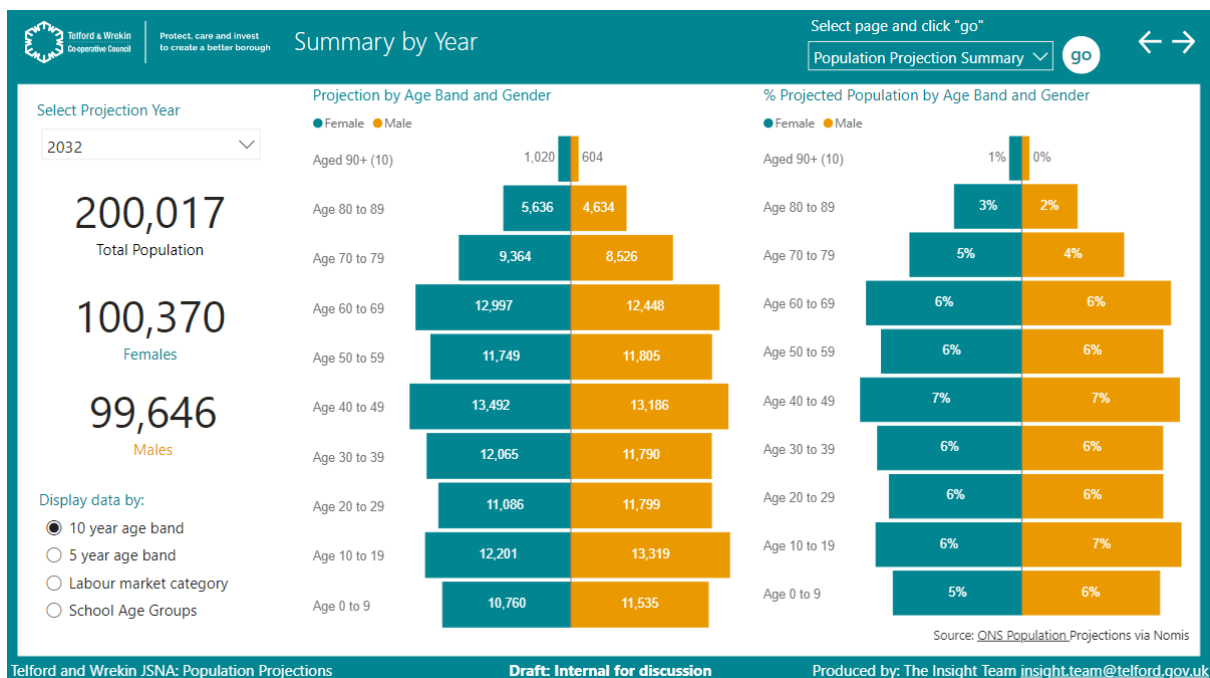 Telford & Wrekin
Co-operative Council
Protect, care and invest
to create a better borough
Summary by Year
Select page and click "go"
Population Projection Summary
go
Select Projection Year
2032
200,017
Total Population
100,370
Females
99,646
Males
Display data by:
10 year age band
5 year age band
Labour market category
School Age Groups
Projection by Age Band and Gender
Female Male
Aged 90+ (10) 1,020 604
Age 80 to 89 5,636 4,634
Age 70 to 79 9,364 8,526
Age 60 to 69 12,997 12,448
Age 50 to 59 11,749 11,805
Age 40 to 49 13,492 13,186
Age 30 to 39 12,065 11,790
Age 20 to 29 11,086 11,799
Age 10 to 19 12,201 13,319
Age 0 to 9 10,760 11,535
% Projected Population by Age Band and Gender
Female Male
Aged 90+ (10) 1% 0%
Age 80 to 89 3% 2%
Age 70 to 79 5% 4%
Age 60 to 69 6% 6%
Age 50 to 59 6% 6%
Age 40 to 49 7% 7%
Age 30 to 39 6% 6%
Age 20 to 29 6% 6%
Age 10 to 19 6% 7%
Age 0 to 9 5% 6%
Source: ONS Population Projections via Nomis
Telford and Wrekin JSNA: Population Projections
Draft: Internal for discussion
Produced by: The Insight Team insight.team@telford.gov.uk